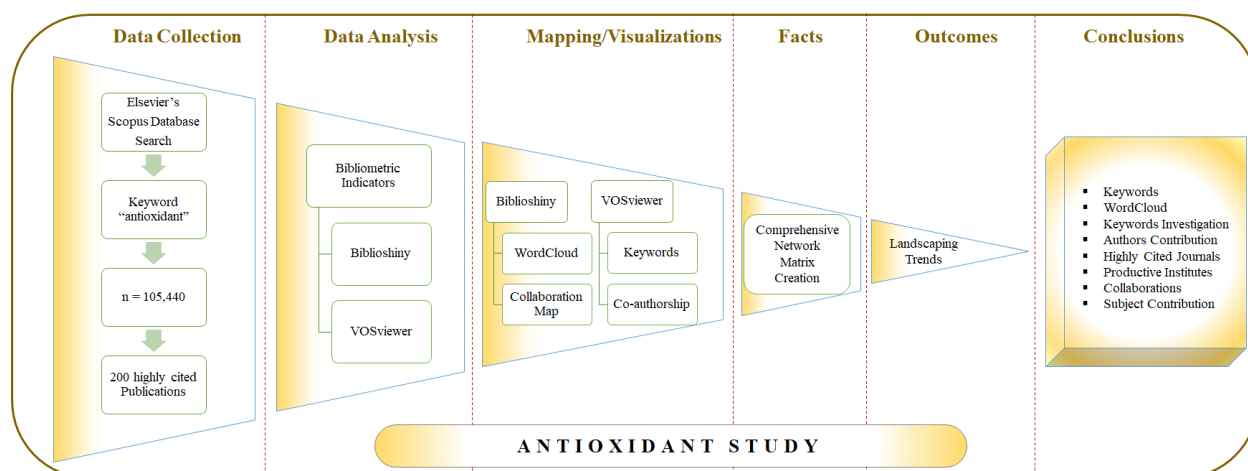 Data Collection
Data Analysis
Mapping/Visualizations
Facts
Outcomes
Conclusions
Elsevier's
Scopus Database
Search
Keyword
“antioxidant”
n = 105,440
200 highly cited
Publications
Bibliometric
Indicators
Biblioshiny
VOSviewer
Biblioshiny
WordCloud
Collaboration
Map
VOSviewer
Keywords
Co-authorship
Comprehensive
Network
Matrix
Creation
Landscaping
Trends
▪ Keywords
▪ WordCloud
▪ Keywords Investigation
▪ Authors Contribution
▪ Highly Cited Journals
▪ Productive Institutes
▪ Collaborations
▪ Subject Contribution
ANTIOXIDANT STUDY